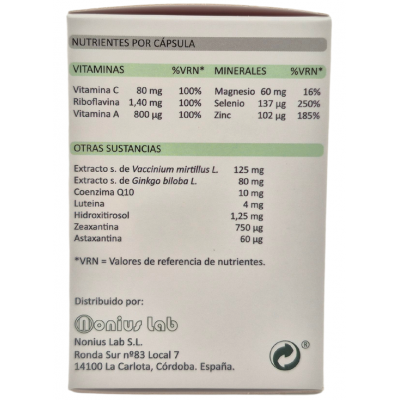 NUTRIENTES POR CÁPSULA
VITAMINAS %VRN* MINERALES %VRN*
Vitamina C 80 mg 100% Magnesio 60 mg 16%
Riboflavina 1,40 mg 100% Selenio 137 µg 250%
Vitamina A 800 µg 100% Zinc 102 µg 185%
OTRAS SUSTANCIAS
Extracto s. de Vaccinium mirtillus L. 125 mg
Extracto s. de Ginkgo biloba L. 80 mg
Coenzima Q10 10 mg
Luteina 4 mg
Hidroxitirosol 1,25 mg
Zeaxantina 750 µg
Astaxantina 60 µg
*VRN = Valores de referencia de nutrientes.
Distribuido por:
Nonius Lab
Nonius Lab S.L.
Ronda Sur nº83 Local 7
14100 La Carlota, Córdoba. España.
®